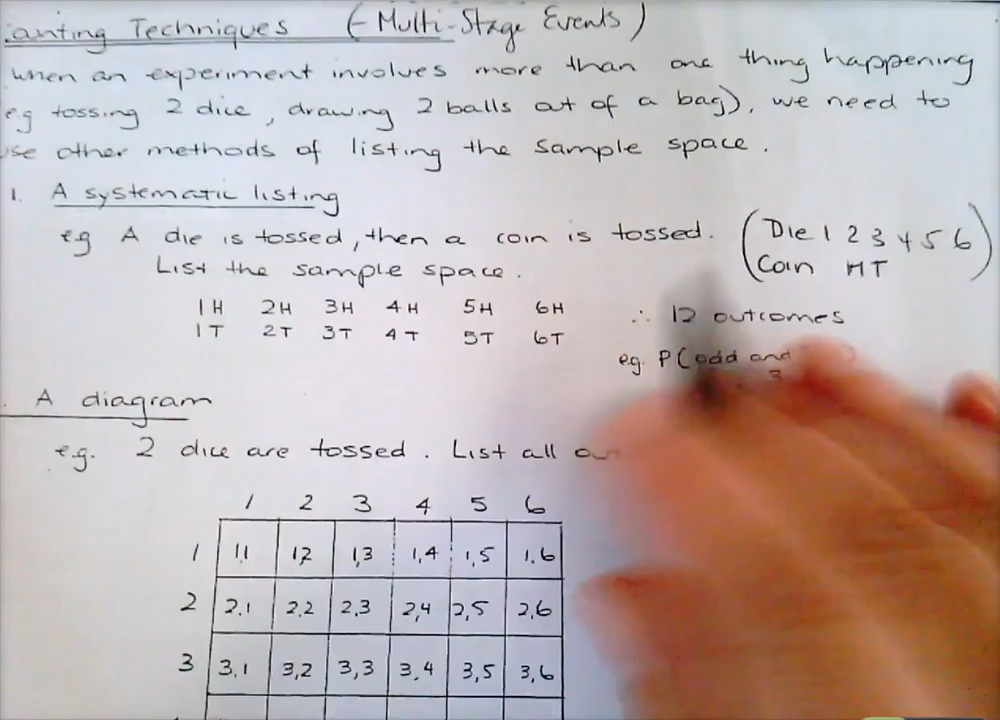 anting Techniques (-Multi-Stage Events)
when an experiment involves more than one thing happening
eg tossing 2 dice, drawing 2 balls out of a bag), we need to
use other methods of listing the sample space.
1. A systematic listing
eg A die is tossed, then a coin is tossed. (Die 1 2 3 4 5 6
List the sample space. Coin HT)
1H 2H 3H 4H 5H 6H ∴ 12 outcomes
1T 2T 3T 4T 5T 6T
e.g. P(odd and
3
. A diagram
e.g. 2 dice are tossed. List all
1 2 3 4 5 6
1 1,1 1,2 1,3 1,4 1,5 1,6
2 2,1 2,2 2,3 2,4 2,5 2,6
3 3,1 3,2 3,3 3,4 3,5 3,6